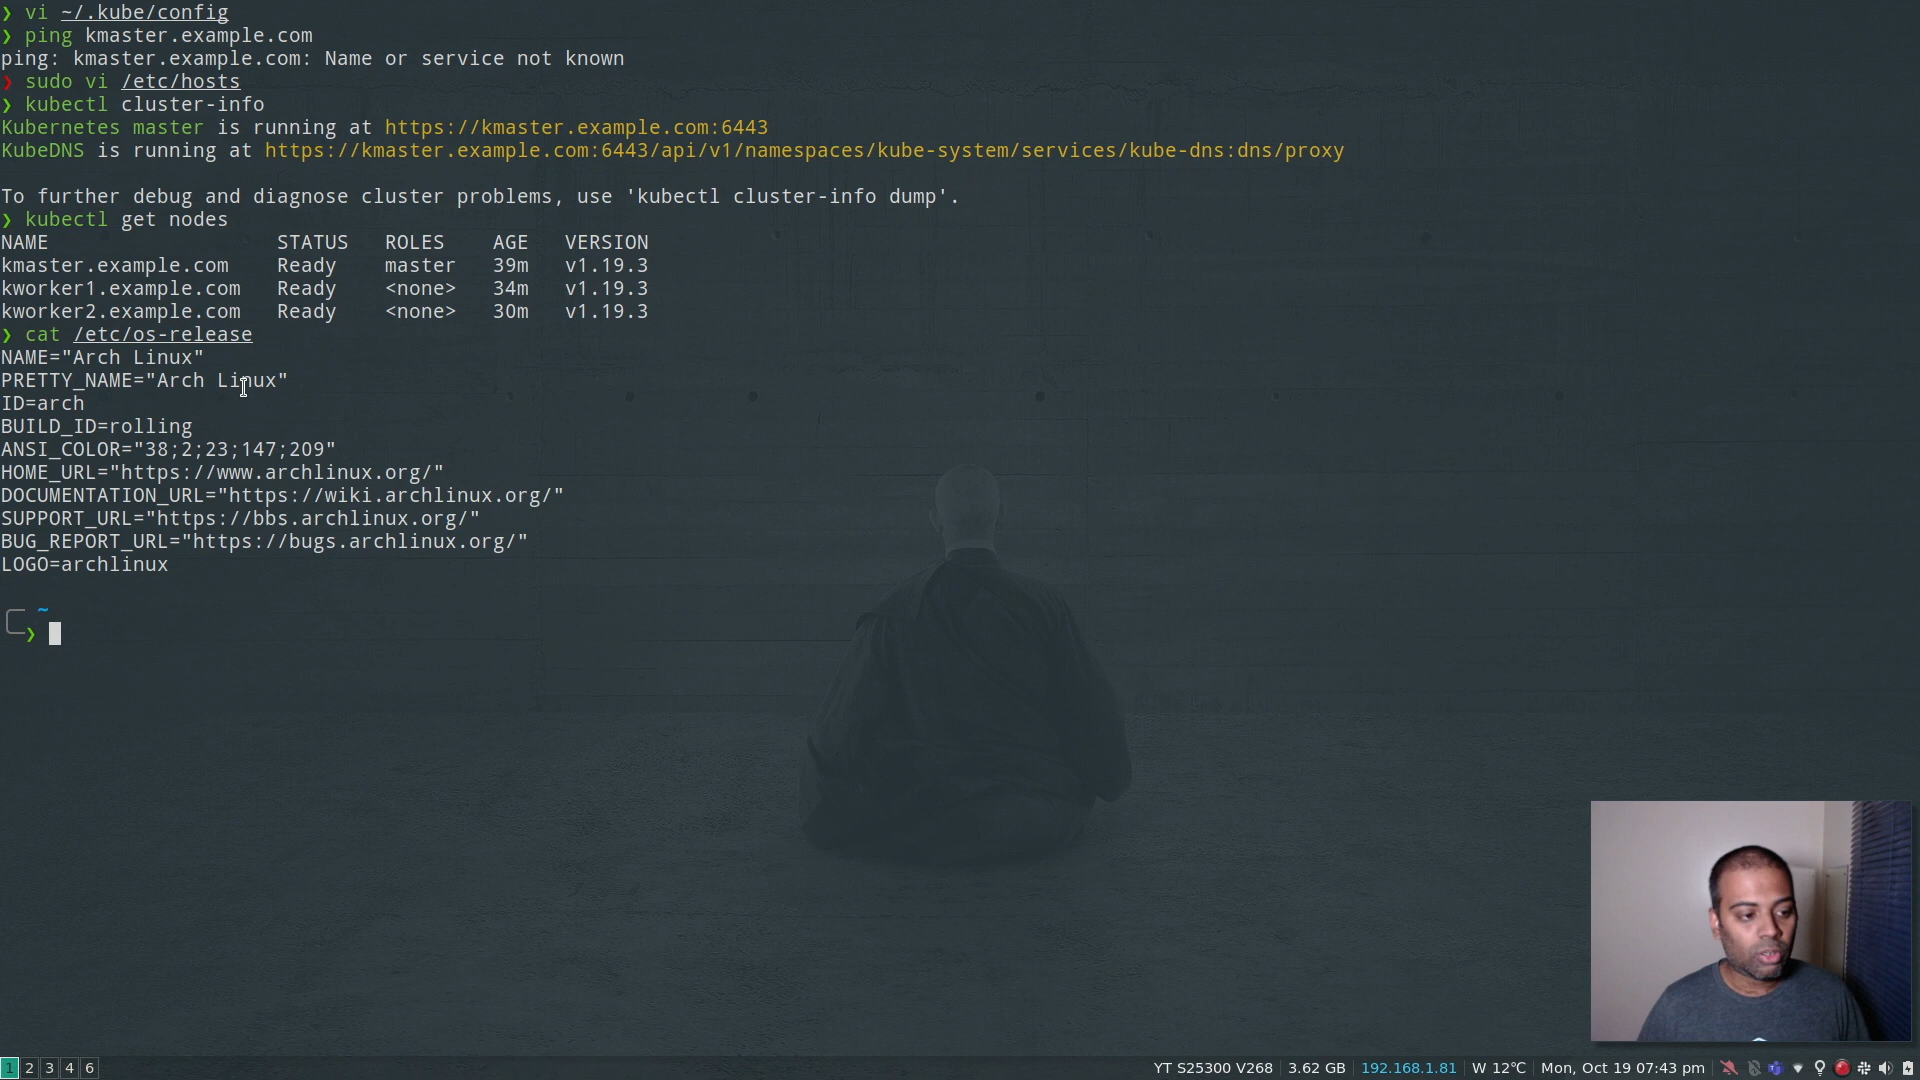 ❯ vi ~/.kube/config
❯ ping kmaster.example.com
ping: kmaster.example.com: Name or service not known
❯ sudo vi /etc/hosts
❯ kubectl cluster-info
Kubernetes master is running at https://kmaster.example.com:6443
KubeDNS is running at https://kmaster.example.com:6443/api/v1/namespaces/kube-system/services/kube-dns:dns/proxy
To further debug and diagnose cluster problems, use 'kubectl cluster-info dump'.
❯ kubectl get nodes
NAME STATUS ROLES AGE VERSION
kmaster.example.com Ready master 39m v1.19.3
kworker1.example.com Ready <none> 34m v1.19.3
kworker2.example.com Ready <none> 30m v1.19.3
❯ cat /etc/os-release
NAME="Arch Linux"
PRETTY_NAME="Arch Linux"
ID=arch
BUILD_ID=rolling
ANSI_COLOR="38;2;23;147;209"
HOME_URL="https://www.archlinux.org/"
DOCUMENTATION_URL="https://wiki.archlinux.org/"
SUPPORT_URL="https://bbs.archlinux.org/"
BUG_REPORT_URL="https://bugs.archlinux.org/"
LOGO=archlinux
~
❯
1 2 3 4 6 YT S25300 V268 3.62 GB 192.168.1.81 W 12°C Mon, Oct 19 07:43 pm